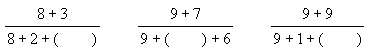 8 + 3    9 + 7    9 + 9
8 + 2 + (  )    9 + (  ) + 6    9 + 1 + (  )